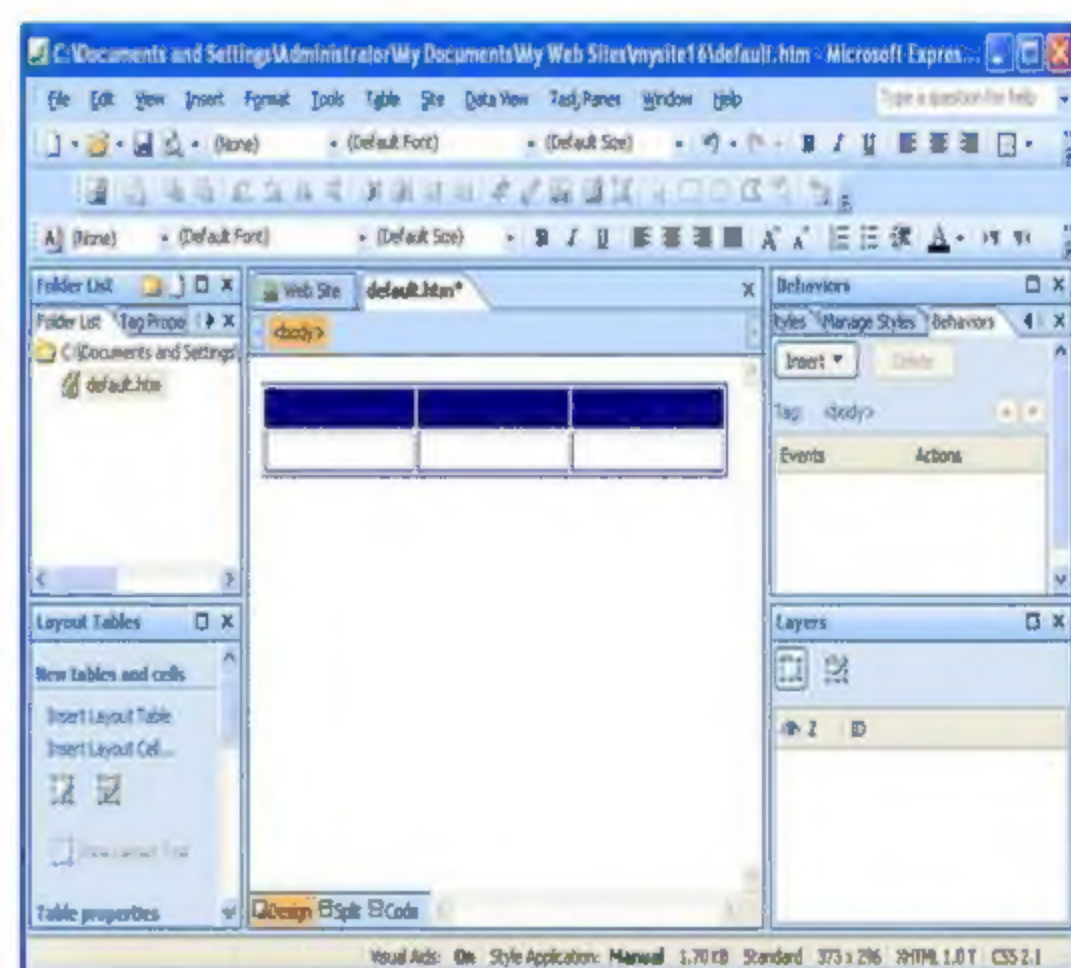 C:\Documents and Settings\Administrator\My Documents\My Web Sites\mysite16\default.htm - Microsoft Expres...
File Edit View Insert Format Tools Table Site Data View Task Panes Window Help
Type a question for help
(None) (Default Font) (Default Size) B I U
A (None) (Default Font) (Default Size) B I U A A A
Folder List
Folder List Tag Prope
C:\Documents and Settings\
default.htm
Web Site default.htm*
<body>
Behaviors
tyles Manage Styles Behaviors
Insert Delete
Tag: <body>
Events Actions
Layout Tables
New tables and cells
Insert Layout Table
Insert Layout Cell...
Table properties
Layers
Z ID
Design Split Code
Visual Aids: On Style Application: Manual 1.70 KB Standard 373 x 296 XHTML 1.0 T CSS 2.1